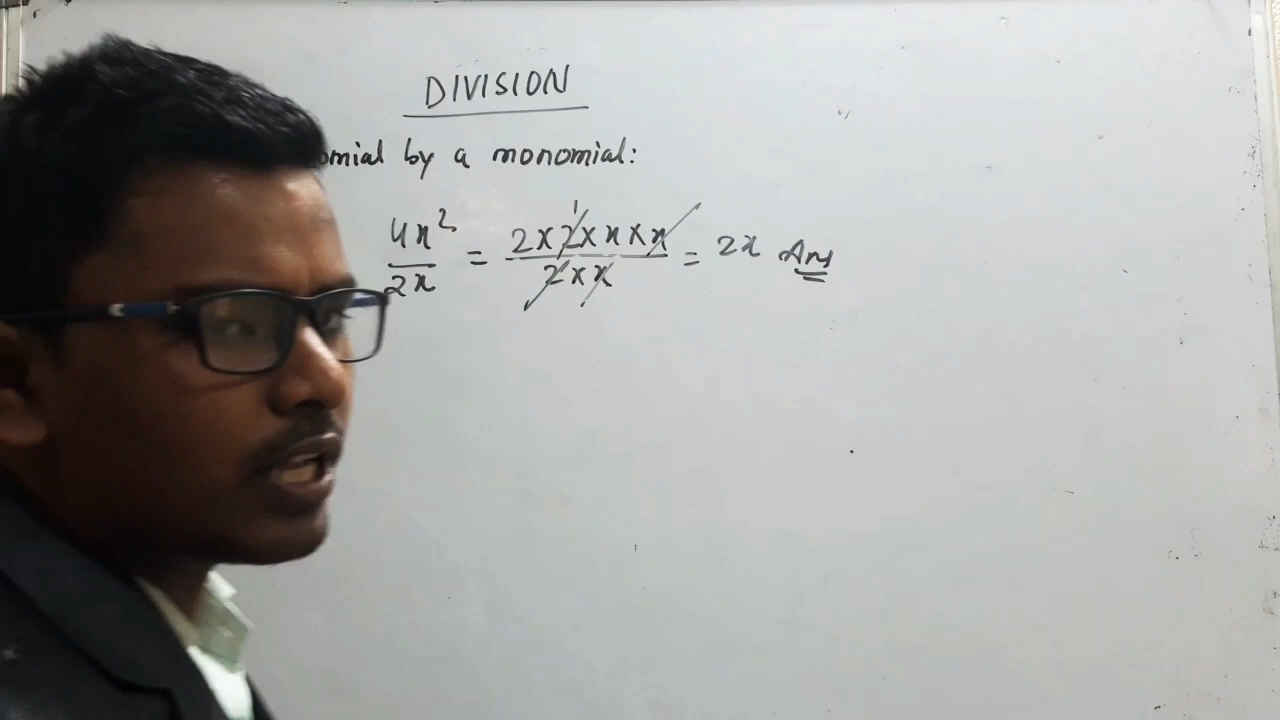 DIVISION
omial by a monomial:
4x²/2x = 2×2×x×x/2×x = 2x Ans